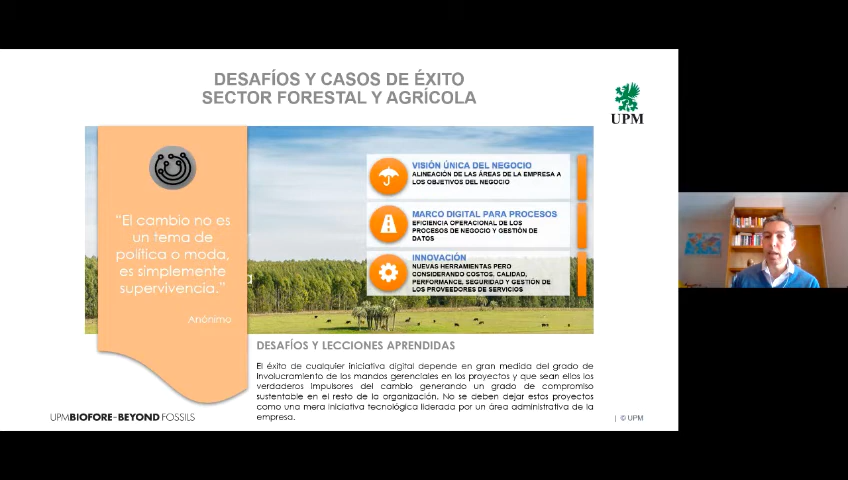 DESAFÍOS Y CASOS DE ÉXITO
SECTOR FORESTAL Y AGRÍCOLA
UPM
"El cambio no es
un tema de
política o moda,
es simplemente
supervivencia."
Anónimo
VISIÓN ÚNICA DEL NEGOCIO
ALINEACIÓN DE LAS ÁREAS DE LA EMPRESA A
LOS OBJETIVOS DEL NEGOCIO
MARCO DIGITAL PARA PROCESOS
EFICIENCIA OPERACIONAL DE LOS
PROCESOS DE NEGOCIO Y GESTIÓN DE
DATOS
INNOVACIÓN
NUEVAS HERRAMIENTAS PERO
CONSIDERANDO COSTOS, CALIDAD,
PERFORMANCE, SEGURIDAD Y GESTIÓN DE
LOS PROVEEDORES DE SERVICIOS
DESAFÍOS Y LECCIONES APRENDIDAS
El éxito de cualquier iniciativa digital depende en gran medida del grado de
involucramiento de los mandos gerenciales en los proyectos y que sean ellos los
verdaderos impulsores del cambio generando un grado de compromiso
sustentable en el resto de la organización. No se deben dejar estos proyectos
como una mera iniciativa tecnológica liderada por un área administrativa de la
empresa.
UPM BIOFORE–BEYOND FOSSILS
| © UPM